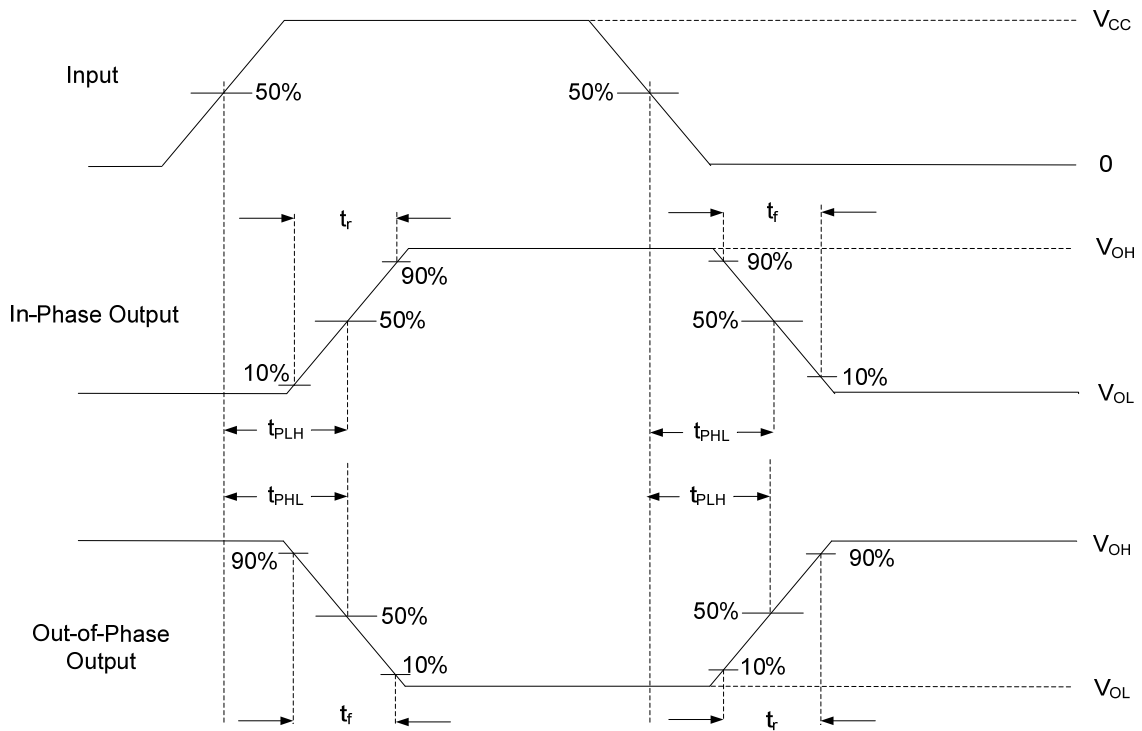 V_CC
Input
50%
50%
0
t_r
t_f
V_OH
90%
90%
In-Phase Output
50%
50%
10%
10%
V_OL
t_PLH
t_PHL
t_PHL
t_PLH
V_OH
90%
90%
50%
50%
Out-of-Phase
Output
10%
10%
V_OL
t_f
t_r